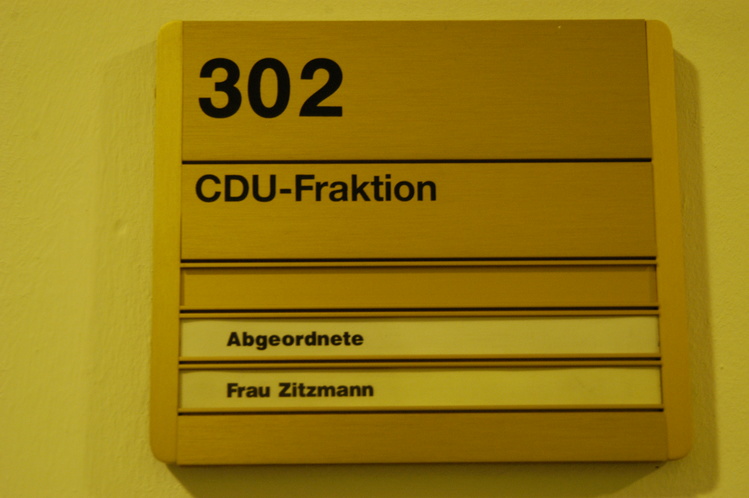 302
CDU-Fraktion
Abgeordnete
Frau Zitzmann